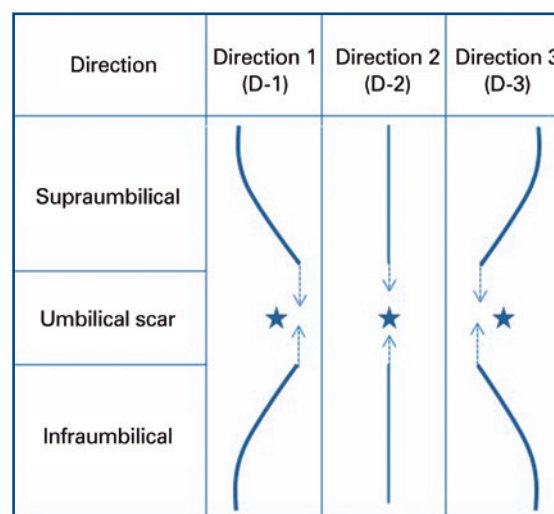 Direction
Direction 1
(D-1)
Direction 2
(D-2)
Direction 3
(D-3)
Supraumbilical
Umbilical scar
Infraumbilical